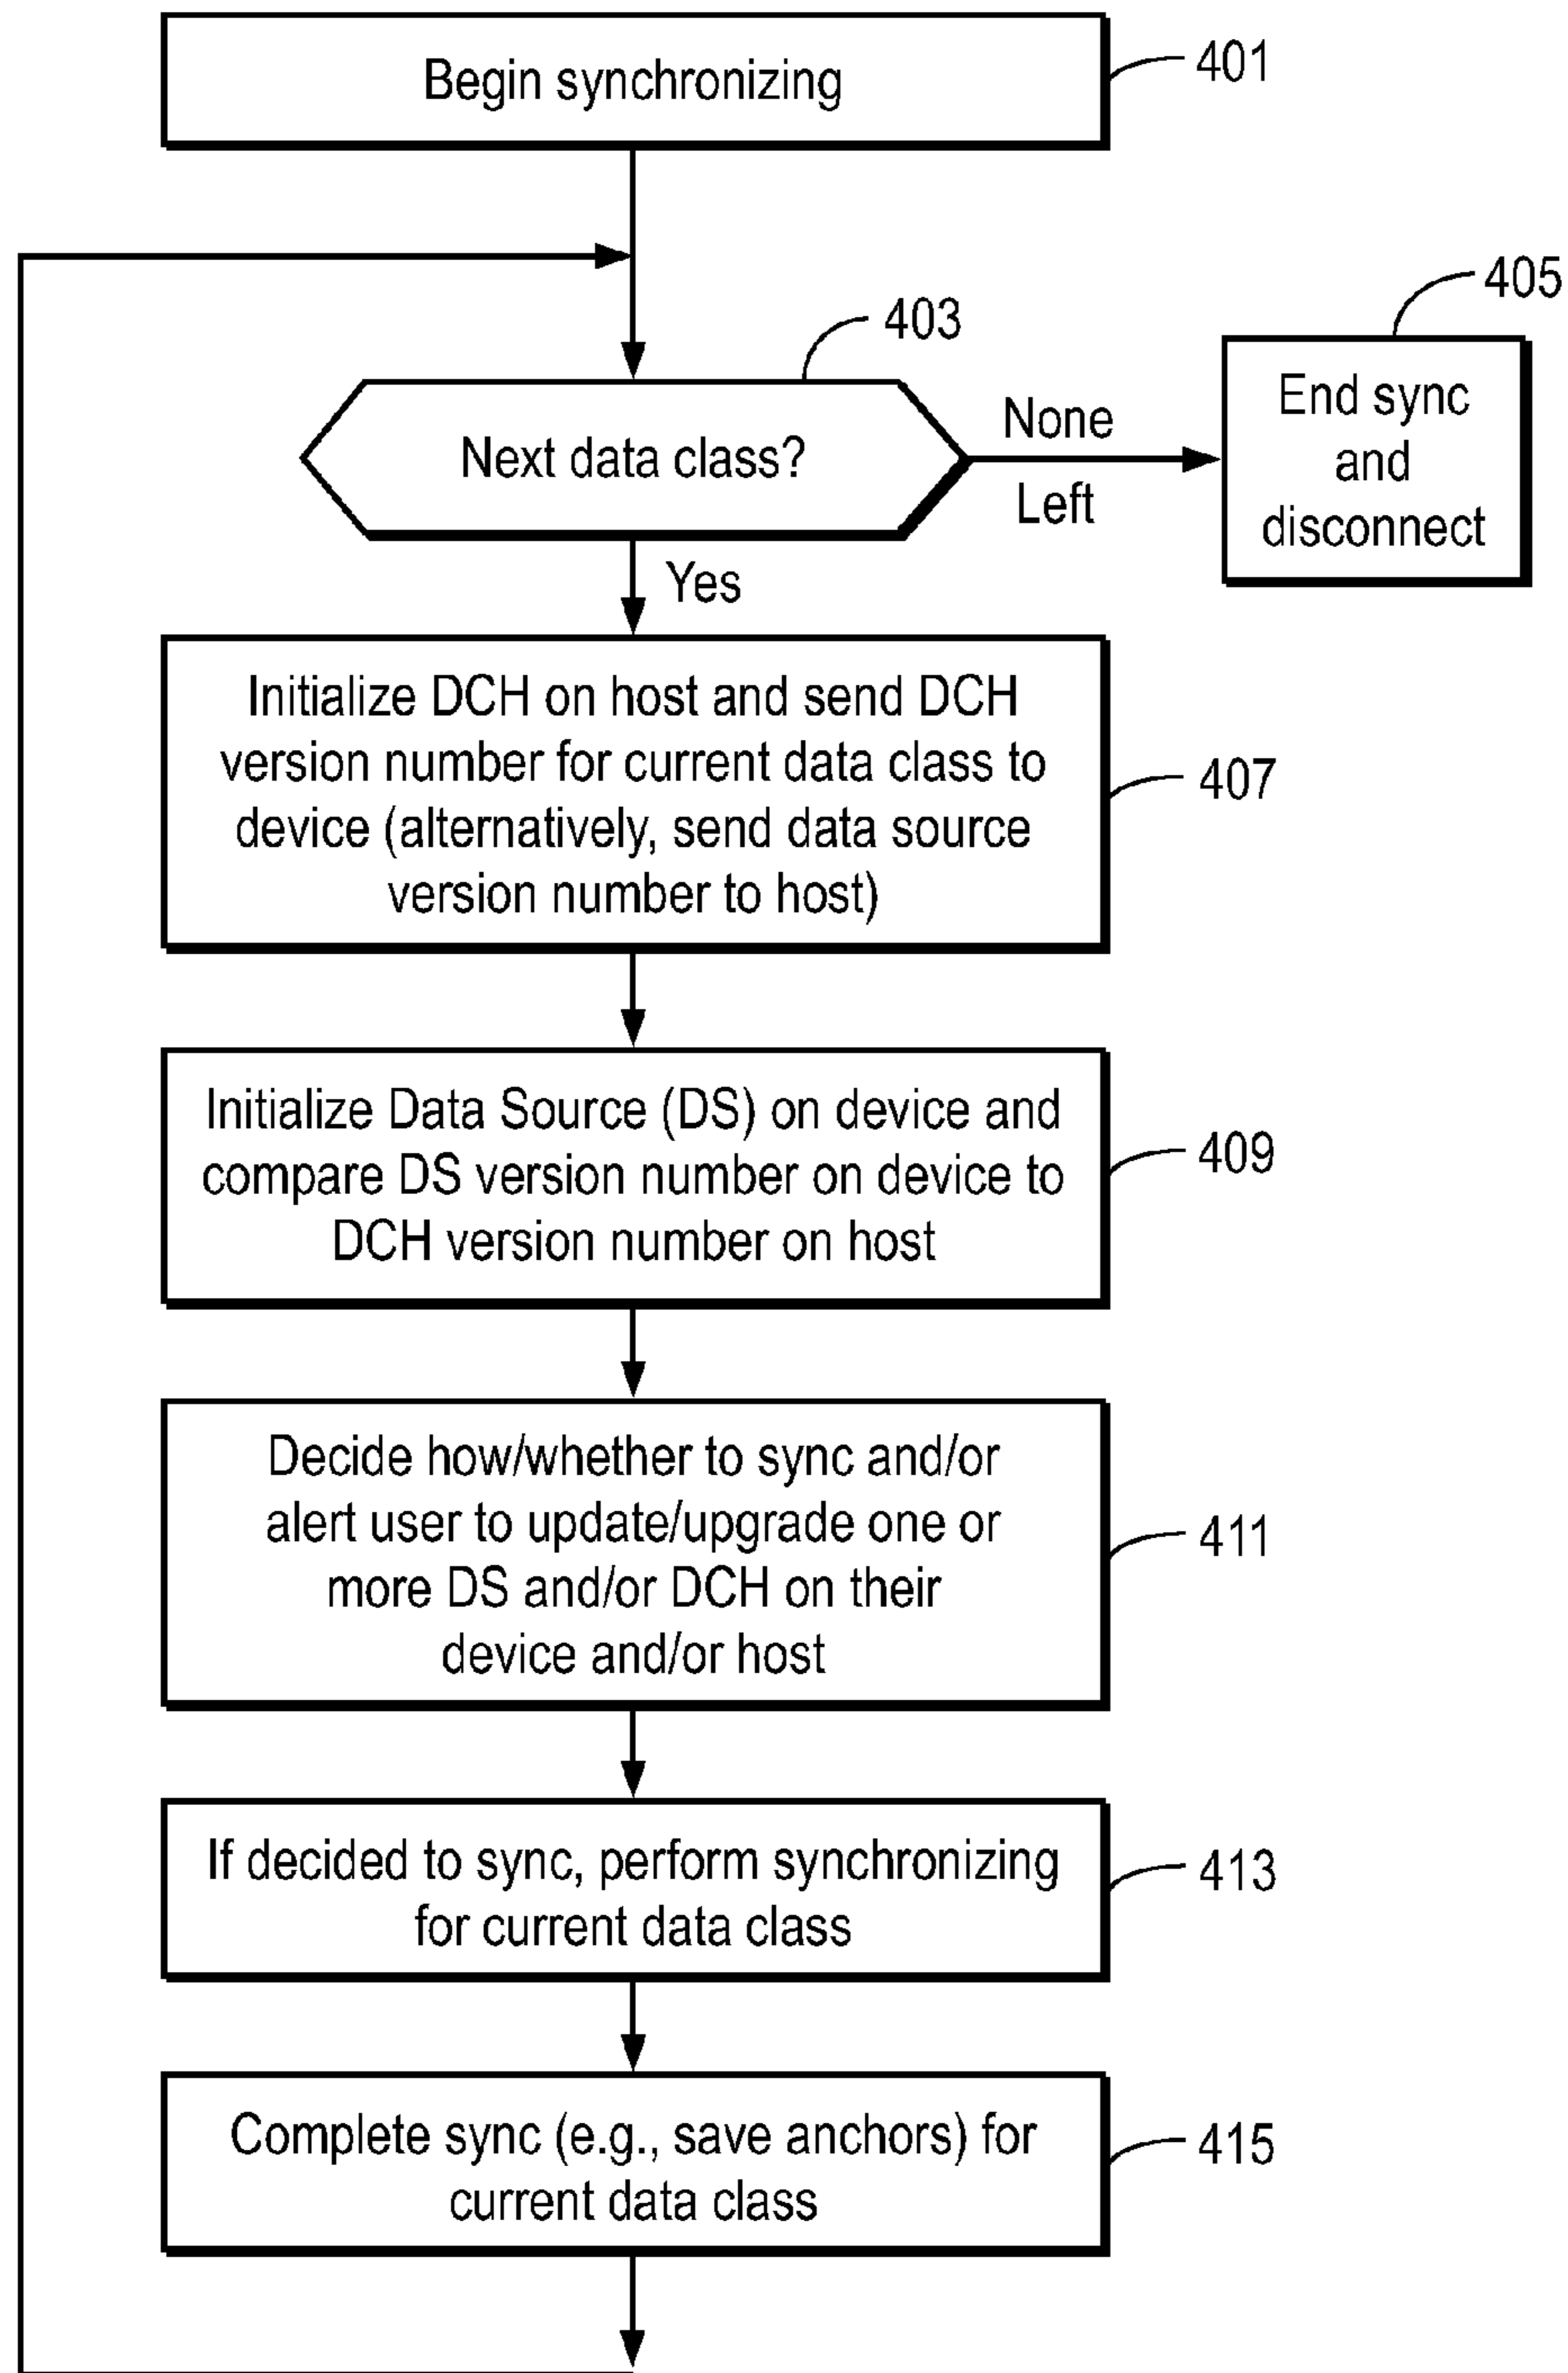 Begin synchronizing
401
403
405
Next data class?
None
Left
End sync
and
disconnect
Yes
Initialize DCH on host and send DCH
version number for current data class to
device (alternatively, send data source
version number to host)
407
Initialize Data Source (DS) on device and
compare DS version number on device to
DCH version number on host
409
Decide how/whether to sync and/or
alert user to update/upgrade one or
more DS and/or DCH on their
device and/or host
411
If decided to sync, perform synchronizing
for current data class
413
Complete sync (e.g., save anchors) for
current data class
415